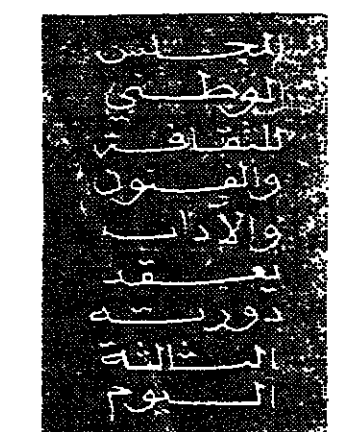 المجلس
الوطني
للثقافة
والفنون
والآداب
يعقد
دورته
الثالثة
اليوم